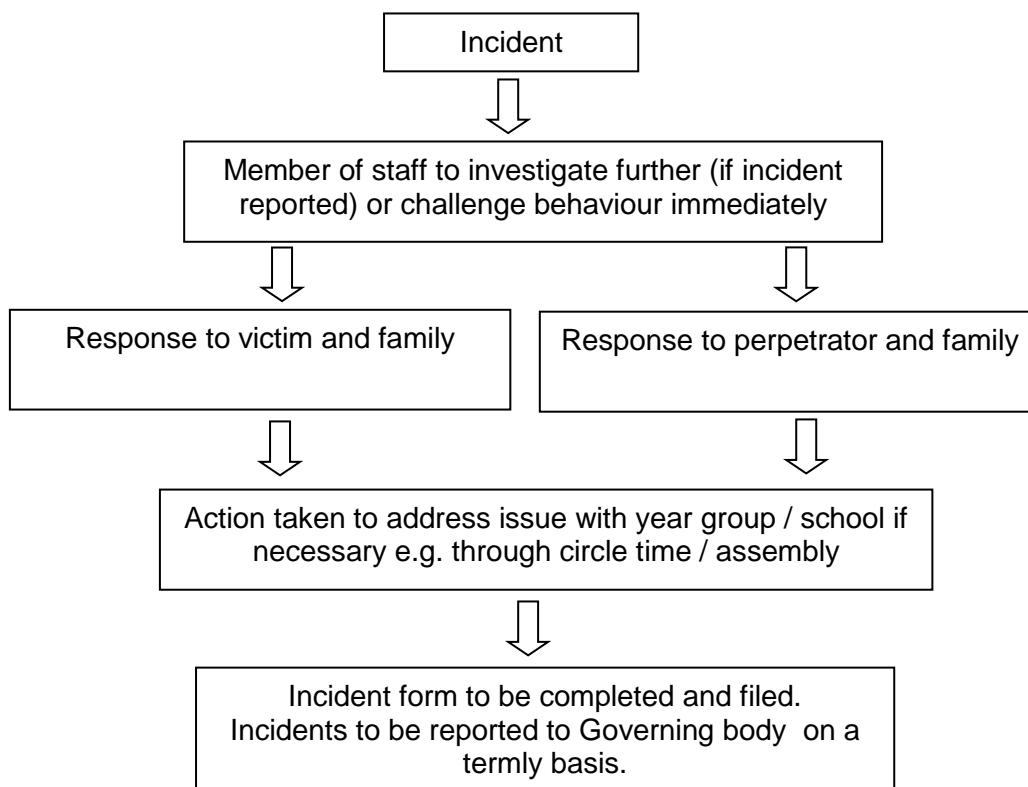 Incident
Member of staff to investigate further (if incident
reported) or challenge behaviour immediately
Response to victim and family
Response to perpetrator and family
Action taken to address issue with year group / school if
necessary e.g. through circle time / assembly
Incident form to be completed and filed.
Incidents to be reported to Governing body  on a
termly basis.